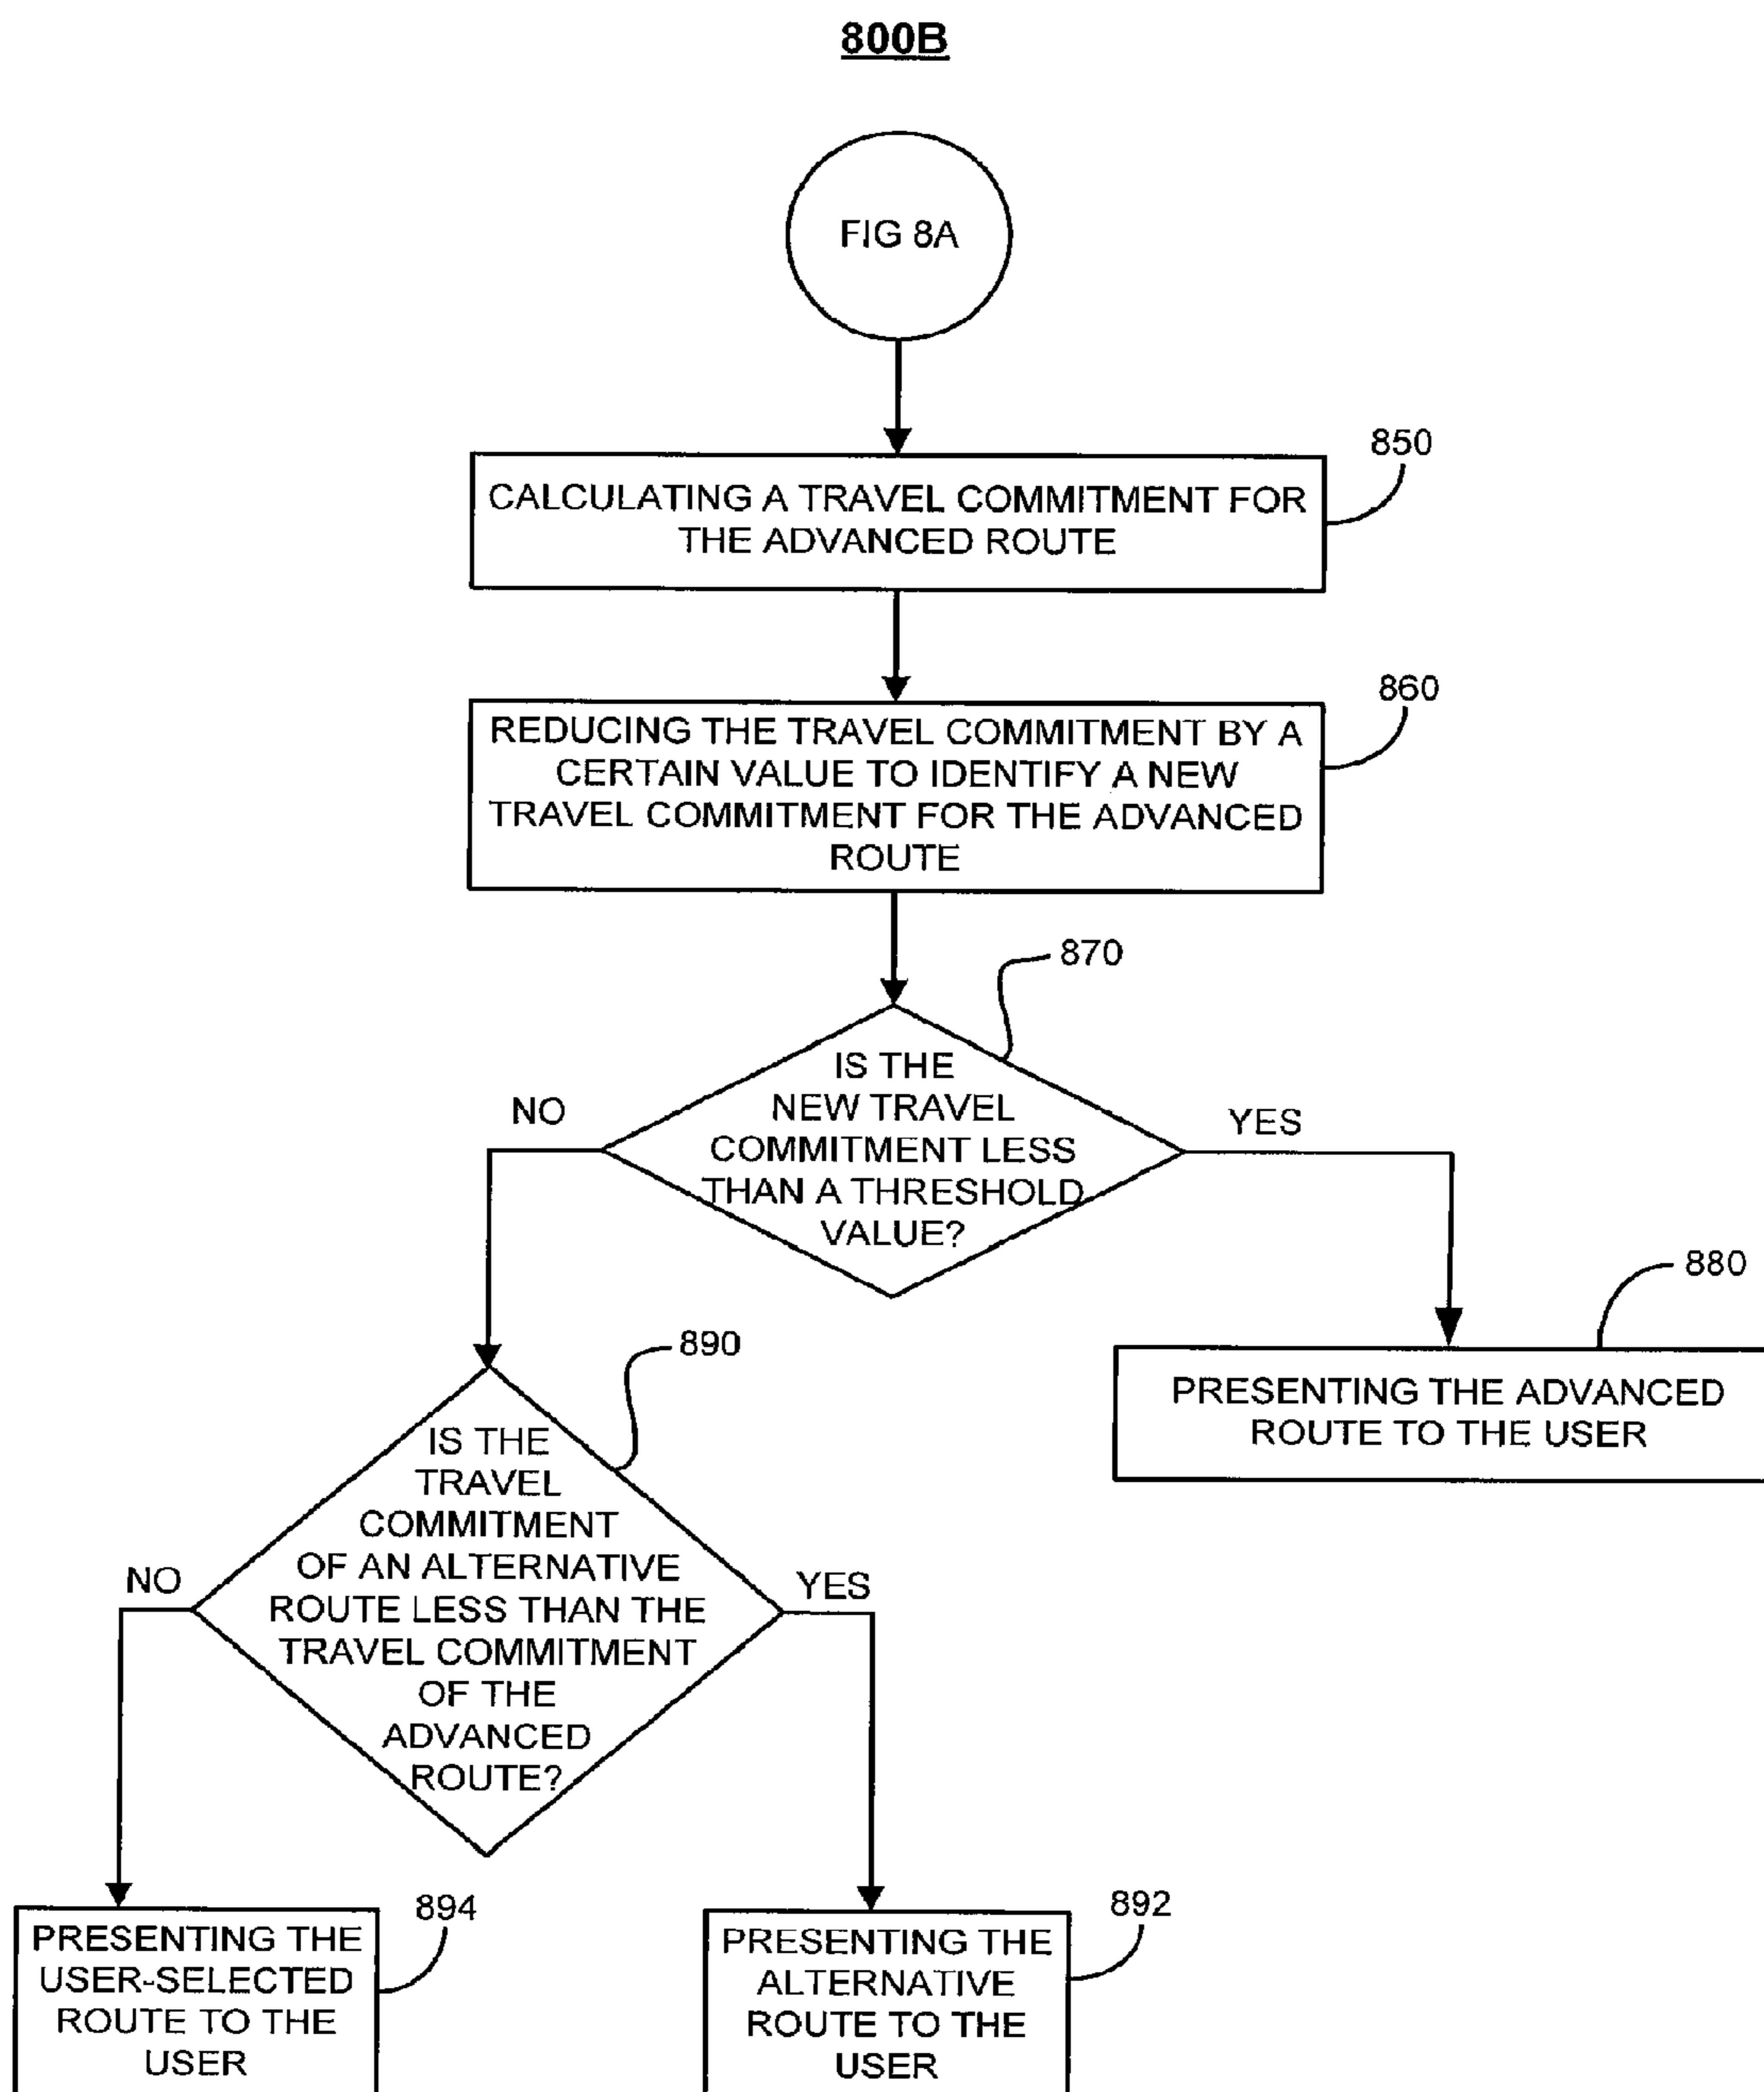 800B
FIG 8A
850
CALCULATING A TRAVEL COMMITMENT FOR
THE ADVANCED ROUTE
860
REDUCING THE TRAVEL COMMITMENT BY A
CERTAIN VALUE TO IDENTIFY A NEW
TRAVEL COMMITMENT FOR THE ADVANCED
ROUTE
870
IS THE
NEW TRAVEL
COMMITMENT LESS
THAN A THRESHOLD
VALUE?
NO
YES
880
PRESENTING THE ADVANCED
ROUTE TO THE USER
890
IS THE
TRAVEL
COMMITMENT
OF AN ALTERNATIVE
ROUTE LESS THAN THE
TRAVEL COMMITMENT
OF THE
ADVANCED
ROUTE?
NO
YES
894
PRESENTING THE
USER-SELECTED
ROUTE TO THE
USER
892
PRESENTING THE
ALTERNATIVE
ROUTE TO THE
USER